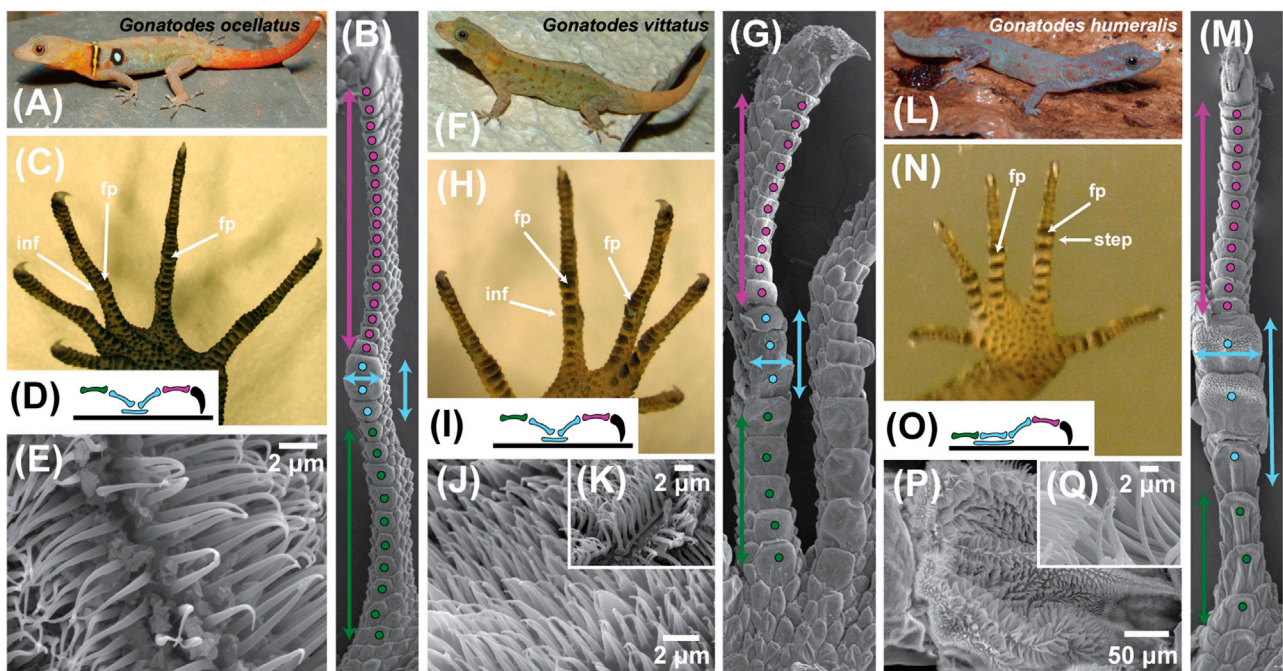 Gonatodes ocellatus
(A)
(B)
(C)
fp
fp
inf
(D)
(E)
2 µm
Gonatodes vittatus
(F)
(G)
(H)
fp
fp
inf
(I)
(J)
(K)
2 µm
2 µm
Gonatodes humeralis
(L)
(M)
(N)
fp
fp
step
(O)
(P)
(Q)
2 µm
50 µm